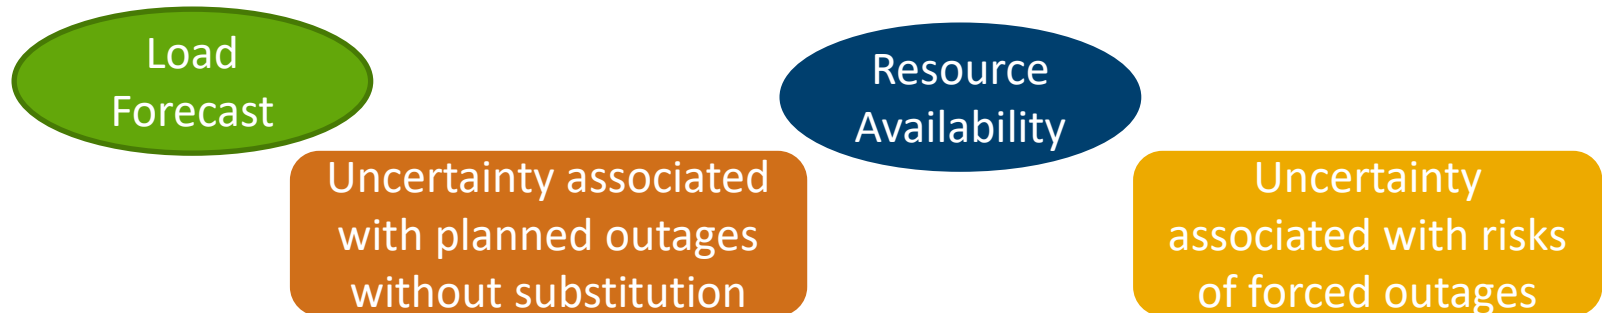 Load
Forecast
Uncertainty associated
with planned outages
without substitution
Resource
Availability
Uncertainty
associated with risks
of forced outages